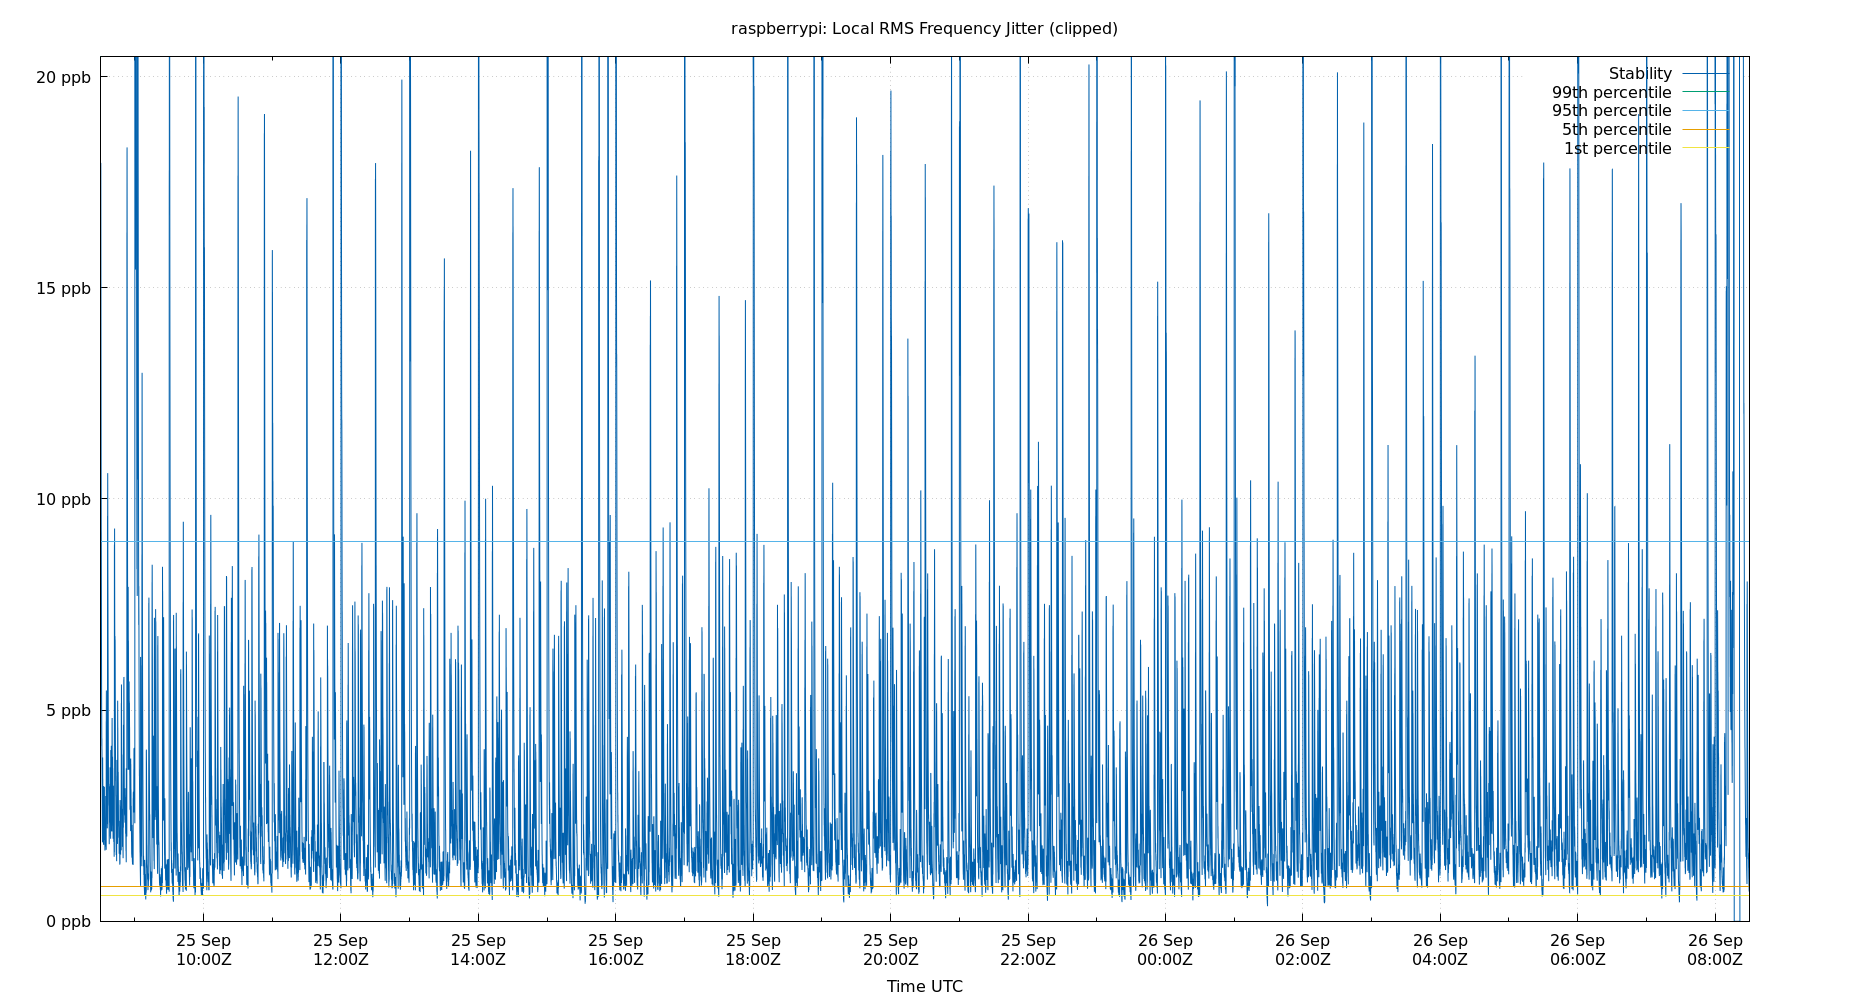 raspberrypi: Local RMS Frequency Jitter (clipped)
20 ppb
15 ppb
10 ppb
5 ppb
0 ppb
Stability
99th percentile
95th percentile
5th percentile
1st percentile
25 Sep 25 Sep 25 Sep 25 Sep 25 Sep 25 Sep 25 Sep 26 Sep 26 Sep 26 Sep 26 Sep 26 Sep
10:00Z 12:00Z 14:00Z 16:00Z 18:00Z 20:00Z 22:00Z 00:00Z 02:00Z 04:00Z 06:00Z 08:00Z
Time UTC